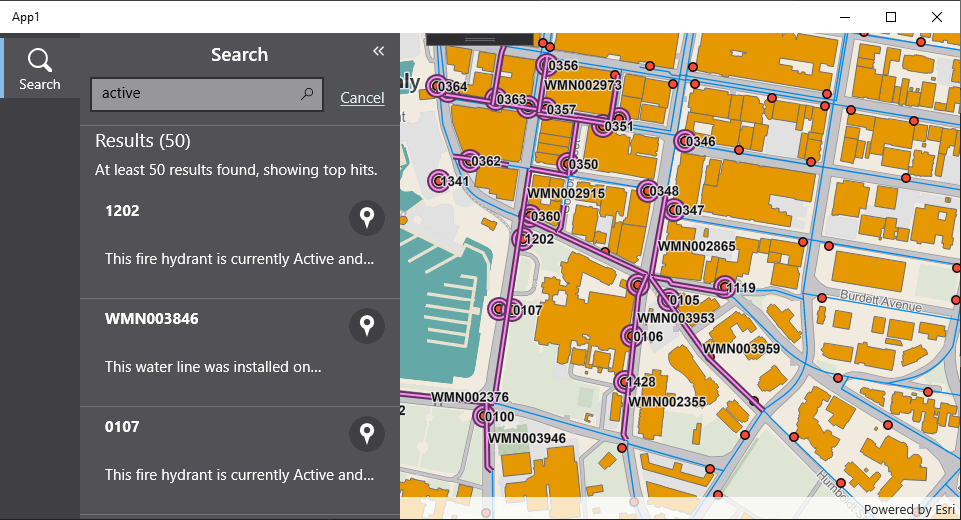 App1
Search
Search
active
Cancel
Results (50)
At least 50 results found, showing top hits.
1202
This fire hydrant is currently Active and...
WMN003846
This water line was installed on...
0107
This fire hydrant is currently Active and...
0356
0364
WMN002973
0363
0357
0351
0346
0362
0350
1341
WMN002915
0348
0360
0347
1202
WMN002865
1119
0105
Burdett Avenue
0107
WMN003953
0106
WMN003959
1428
WMN002376
WMN002355
0100
WMN003946
Powered by Esri